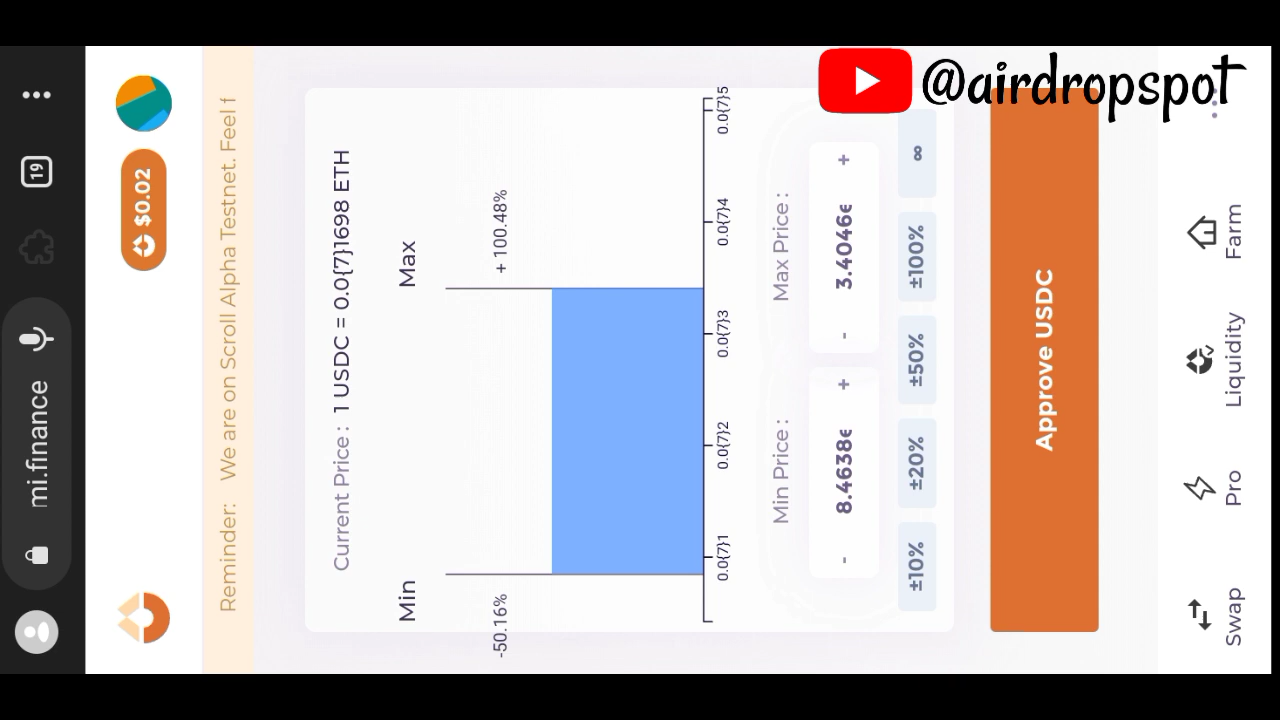 @airdropspot
19
mi.finance
$0.02
Reminder: We are on Scroll Alpha Testnet. Feel f
Current Price : 1 USDC = 0.0{7}1698 ETH
Min
Max
-50.16%
+ 100.48%
0.0{7}1
0.0{7}2
0.0{7}3
0.0{7}4
0.0{7}5
Min Price :
Max Price :
- 8.4638 +
- 3.4046 +
±10%
±20%
±50%
±100%
∞
Approve USDC
Swap
Pro
Liquidity
Farm